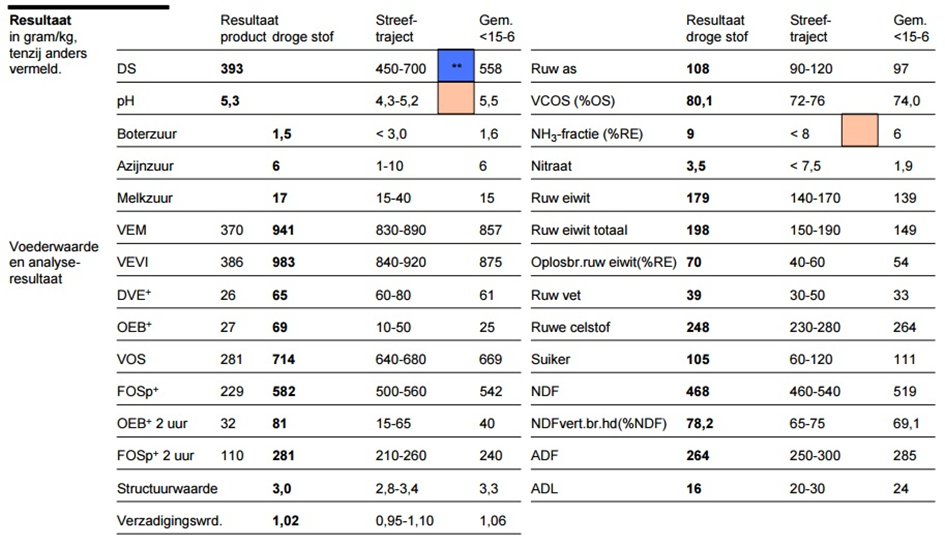 Resultaat Resultaat Streef- Gem. Resultaat Streef- Gem.
in gram/kg, product droge stof traject <15-6 droge stof traject <15-6
tenzij anders
vermeld.
DS 393 450-700 ** 558 Ruw as 108 90-120 97
pH 5,3 4,3-5,2 5,5 VCOS (%OS) 80,1 72-76 74,0
Boterzuur 1,5 < 3,0 1,6 NH₃-fractie (%RE) 9 < 8 6
Azijnzuur 6 1-10 6 Nitraat 3,5 < 7,5 1,9
Melkzuur 17 15-40 15 Ruw eiwit 179 140-170 139
VEM 370 941 830-890 857 Ruw eiwit totaal 198 150-190 149
Voederwaarde
en analyse-
resultaat
VEVI 386 983 840-920 875 Oplosbr.ruw eiwit(%RE) 70 40-60 54
DVE⁺ 26 65 60-80 61 Ruw vet 39 30-50 33
OEB⁺ 27 69 10-50 25 Ruwe celstof 248 230-280 264
VOS 281 714 640-680 669 Suiker 105 60-120 111
FOSp⁺ 229 582 500-560 542 NDF 468 460-540 519
OEB⁺ 2 uur 32 81 15-65 40 NDFvert.br.hd(%NDF) 78,2 65-75 69,1
FOSp⁺ 2 uur 110 281 210-260 240 ADF 264 250-300 285
Structuurwaarde 3,0 2,8-3,4 3,3 ADL 16 20-30 24
Verzadigingswrd. 1,02 0,95-1,10 1,06